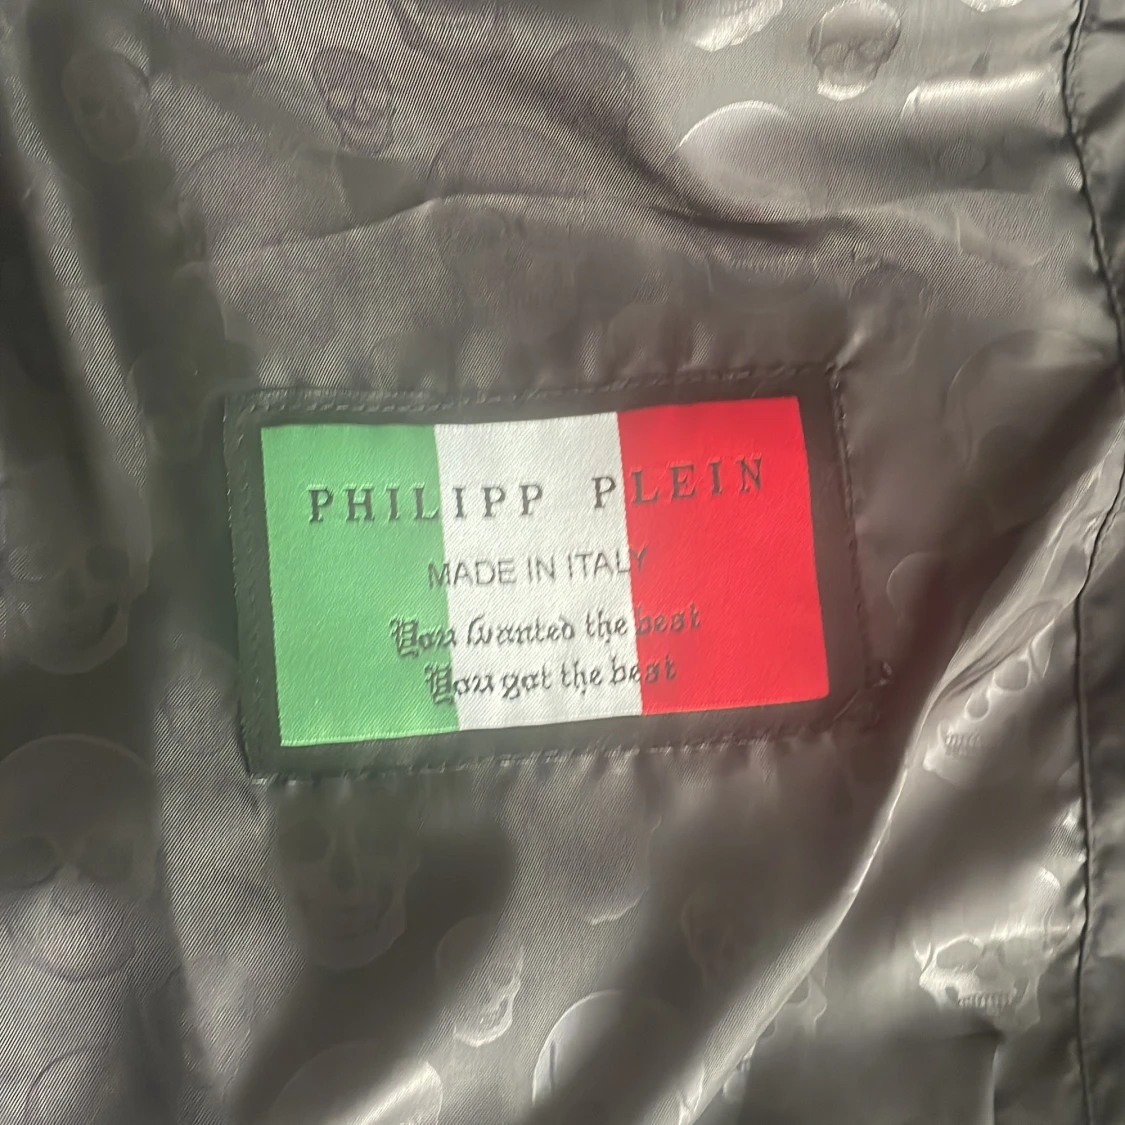 PHILIPP PLEIN
MADE IN ITALY
You wanted the best
You got the best